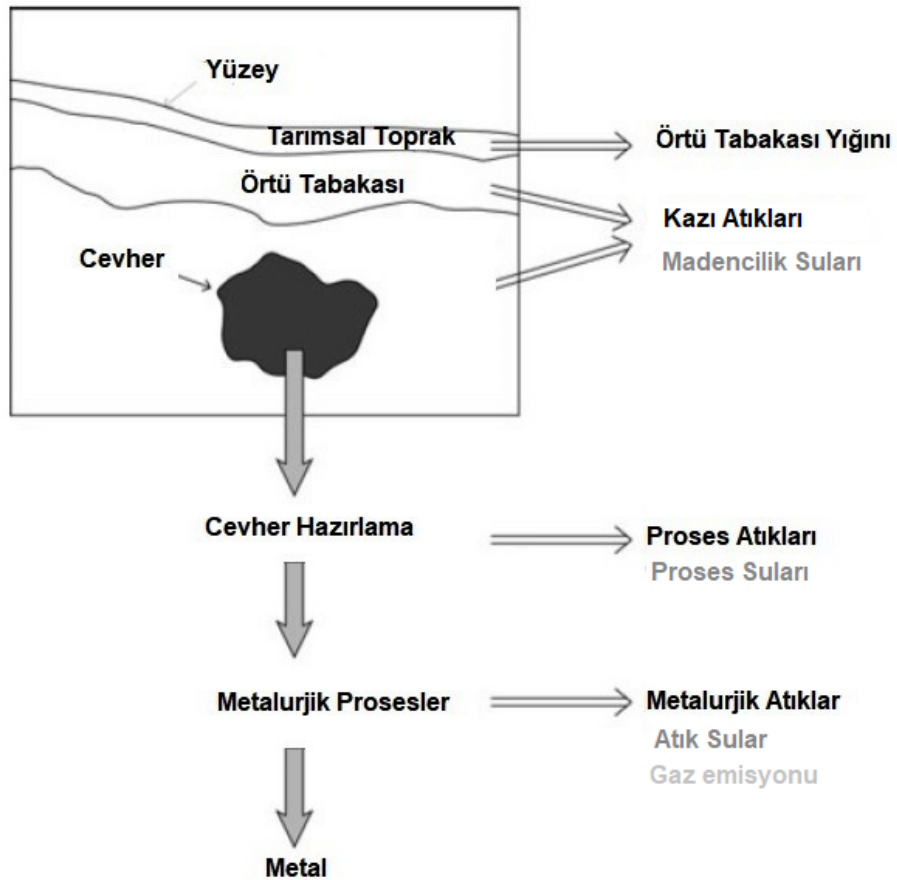 Yüzey
Tarımsal Toprak
Örtü Tabakası Yığını
Örtü Tabakası
Kazı Atıkları
Madencilik Suları
Cevher
Cevher Hazırlama
Proses Atıkları
Proses Suları
Metalurjik Prosesler
Metalurjik Atıklar
Atık Sular
Gaz emisyonu
Metal